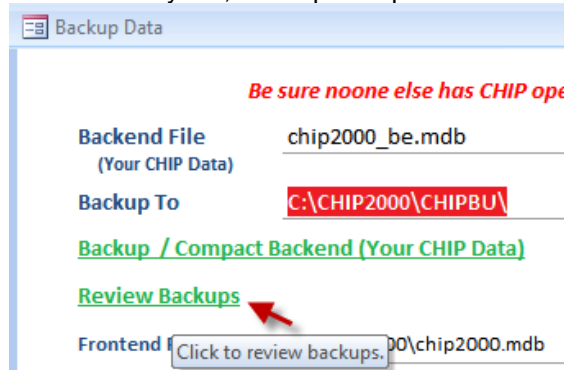 Backup Data
Be sure noone else has CHIP ope
Backend File chip2000_be.mdb
(Your CHIP Data)
Backup To C:\CHIP2000\CHIPBU\
Backup / Compact Backend (Your CHIP Data)
Review Backups
Frontend 00\chip2000.mdb
Click to review backups.